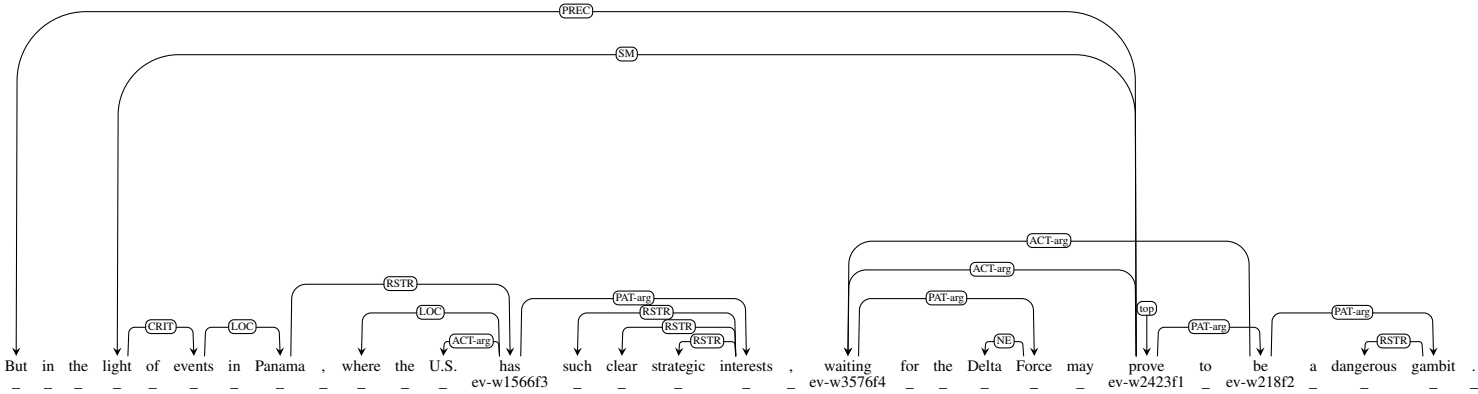 PREC
SM
ACT-arg
ACT-arg
RSTR
PAT-arg PAT-arg
top
LOC RSTR PAT-arg
CRIT LOC RSTR PAT-arg
ACT-arg RSTR NE RSTR
But in the light of events in Panama , where the U.S. has such clear strategic interests , waiting for the Delta Force may prove to be a dangerous gambit .
_ _ _ _ _ _ _ _ _ _ _ _ ev-w1566f3 _ _ _ _ _ ev-w3576f4 _ _ _ _ _ ev-w2423f1 _ ev-w218f2 _ _ _ _